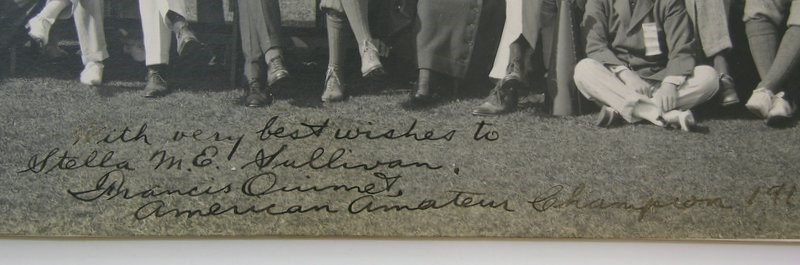 With very best wishes to
Stella M. E. Sullivan.
Francis Ouimet,
American Amateur Champion